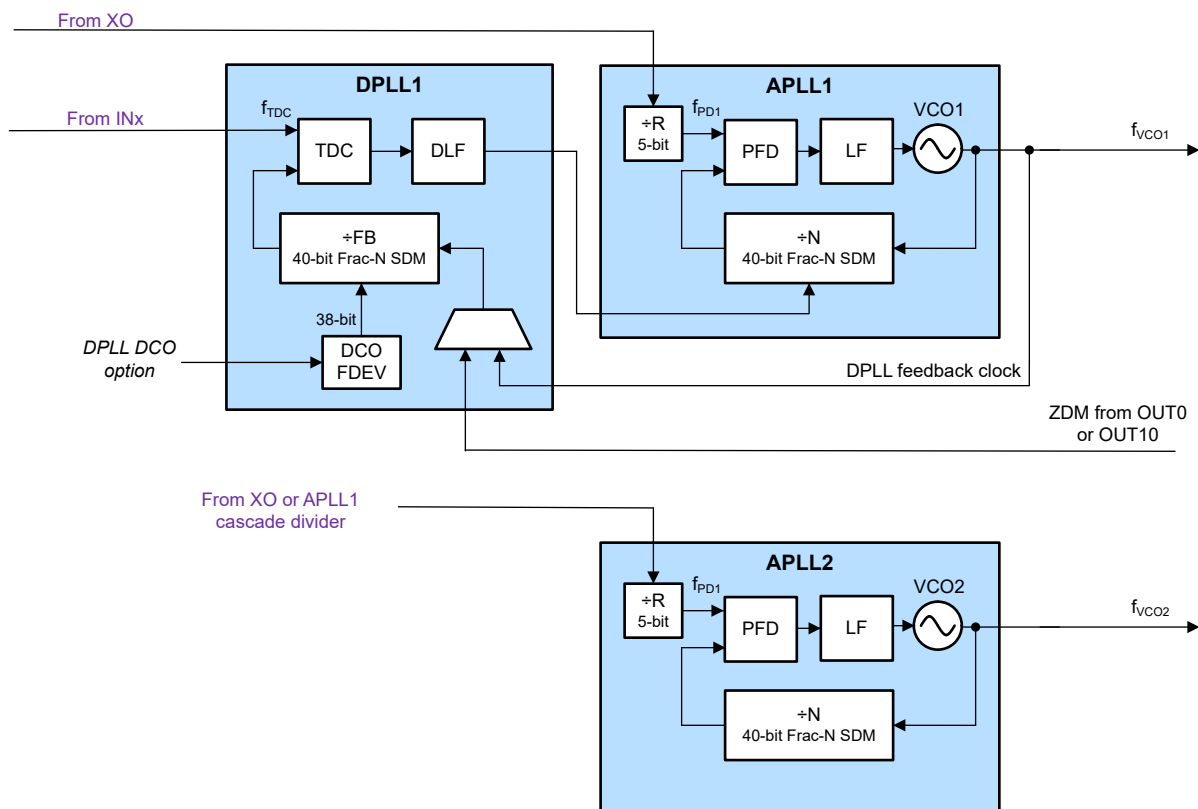 From XO
DPLL1
APLL1
From INx
fTDC
TDC
DLF
÷R
5-bit
fPD1
PFD
LF
VCO1
fVCO1
÷FB
40-bit Frac-N SDM
÷N
40-bit Frac-N SDM
38-bit
DPLL DCO
option
DCO
FDEV
DPLL feedback clock
ZDM from OUT0
or OUT10
From XO or APLL1
cascade divider
APLL2
÷R
5-bit
fPD1
PFD
LF
VCO2
fVCO2
÷N
40-bit Frac-N SDM